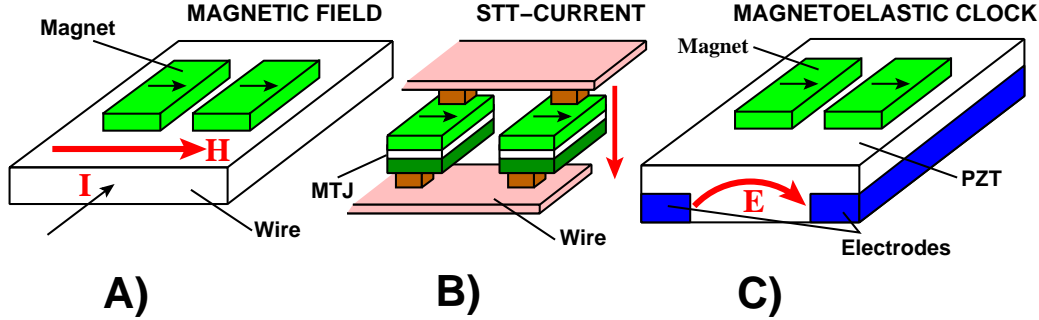 MAGNETIC FIELD
Magnet
H
I
Wire
A)
STT−CURRENT
MTJ
Wire
B)
MAGNETOELASTIC CLOCK
Magnet
PZT
E
Electrodes
C)